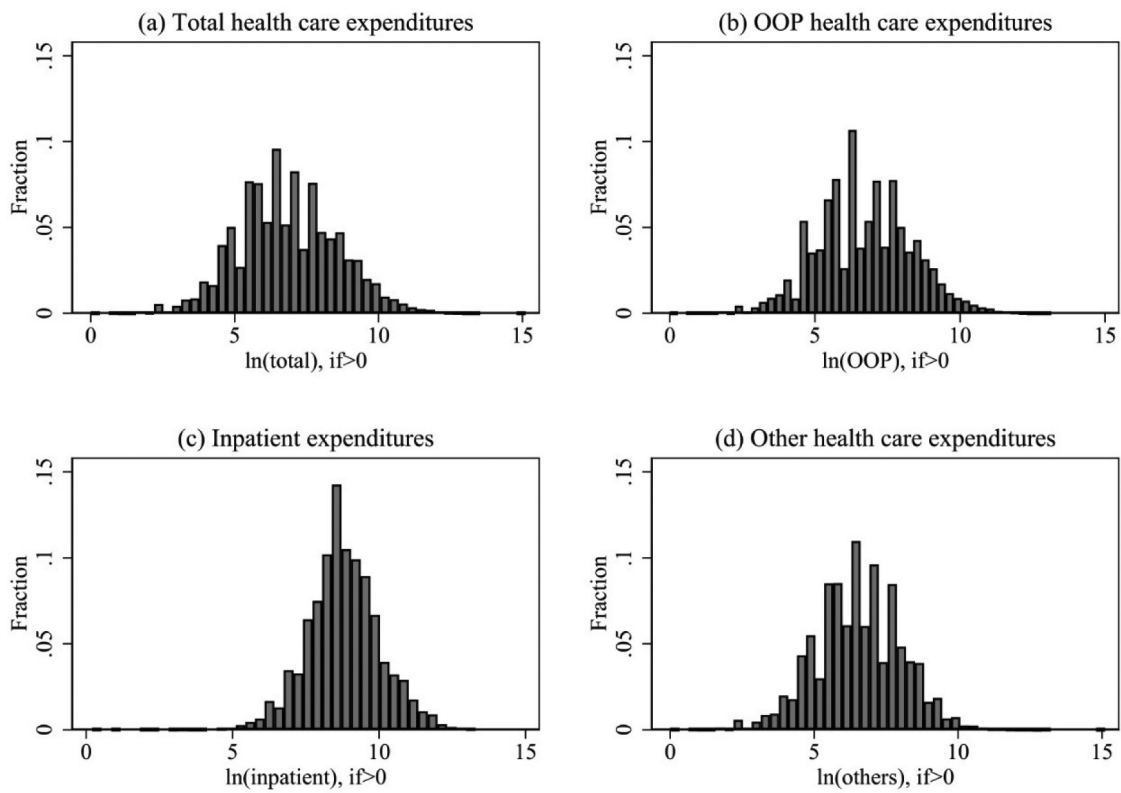 (a) Total health care expenditures
Fraction
.15
.1
.05
0
0 5 10 15
ln(total), if>0
(b) OOP health care expenditures
Fraction
.15
.1
.05
0
0 5 10 15
ln(OOP), if>0
(c) Inpatient expenditures
Fraction
.15
.1
.05
0
0 5 10 15
ln(inpatient), if>0
(d) Other health care expenditures
Fraction
.15
.1
.05
0
0 5 10 15
ln(others), if>0